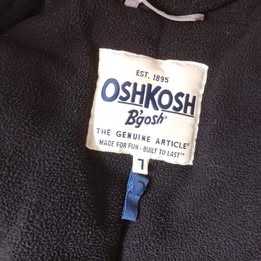 EST. 1895
OSHKOSH
B'gosh®
THE GENUINE ARTICLE®
MADE FOR FUN · BUILT TO LAST™
7